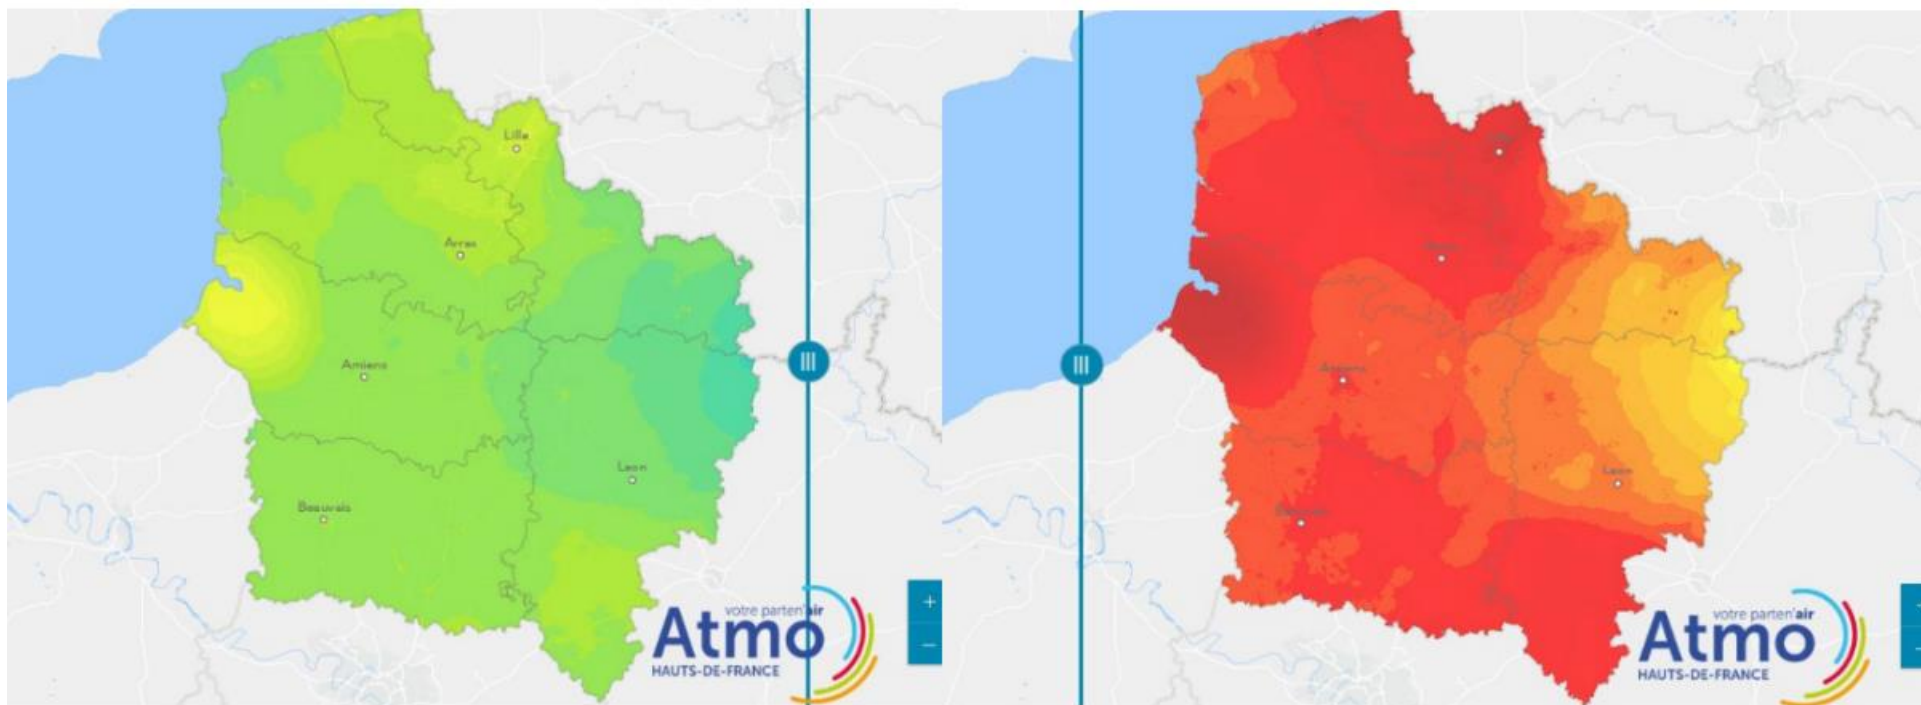 Lille
Arras
Amiens
Laon
Beauvais
+
–
votre parten'air
Atmo
HAUTS-DE-FRANCE
Amiens
Laon
Beauvais
votre parten'air
Atmo
HAUTS-DE-FRANCE